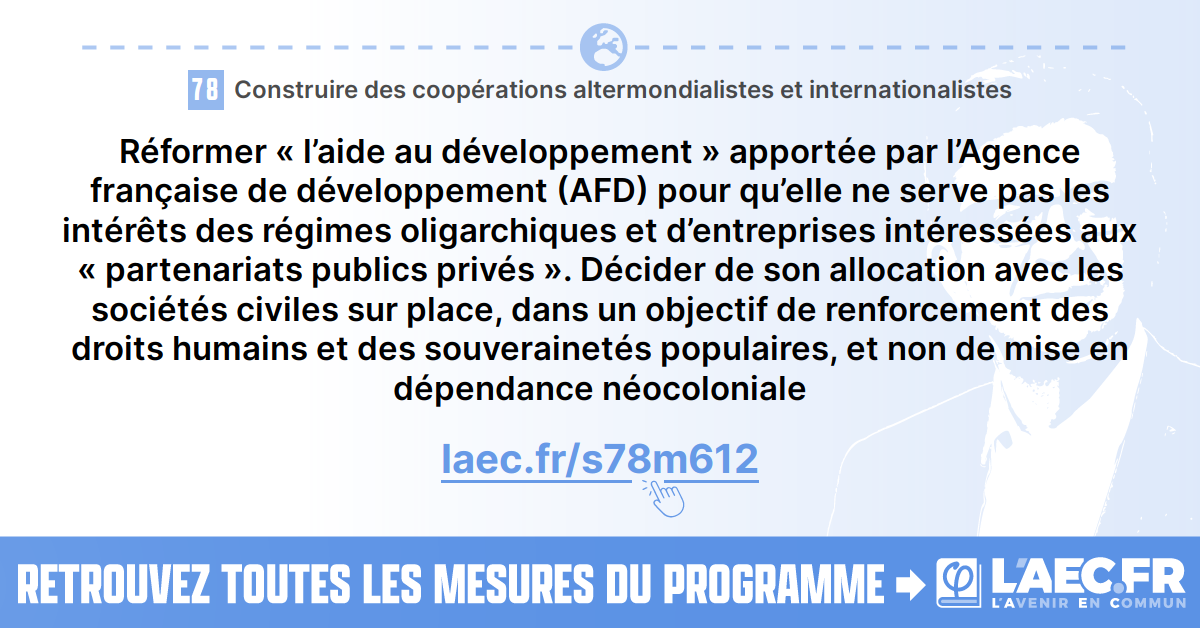 78 Construire des coopérations altermondialistes et internationalistes
Réformer « l’aide au développement » apportée par l’Agence
française de développement (AFD) pour qu’elle ne serve pas les
intérêts des régimes oligarchiques et d’entreprises intéressées aux
« partenariats publics privés ». Décider de son allocation avec les
sociétés civiles sur place, dans un objectif de renforcement des
droits humains et des souverainetés populaires, et non de mise en
dépendance néocoloniale
laec.fr/s78m612
RETROUVEZ TOUTES LES MESURES DU PROGRAMME
L'AEC.FR
L'AVENIR EN COMMUN